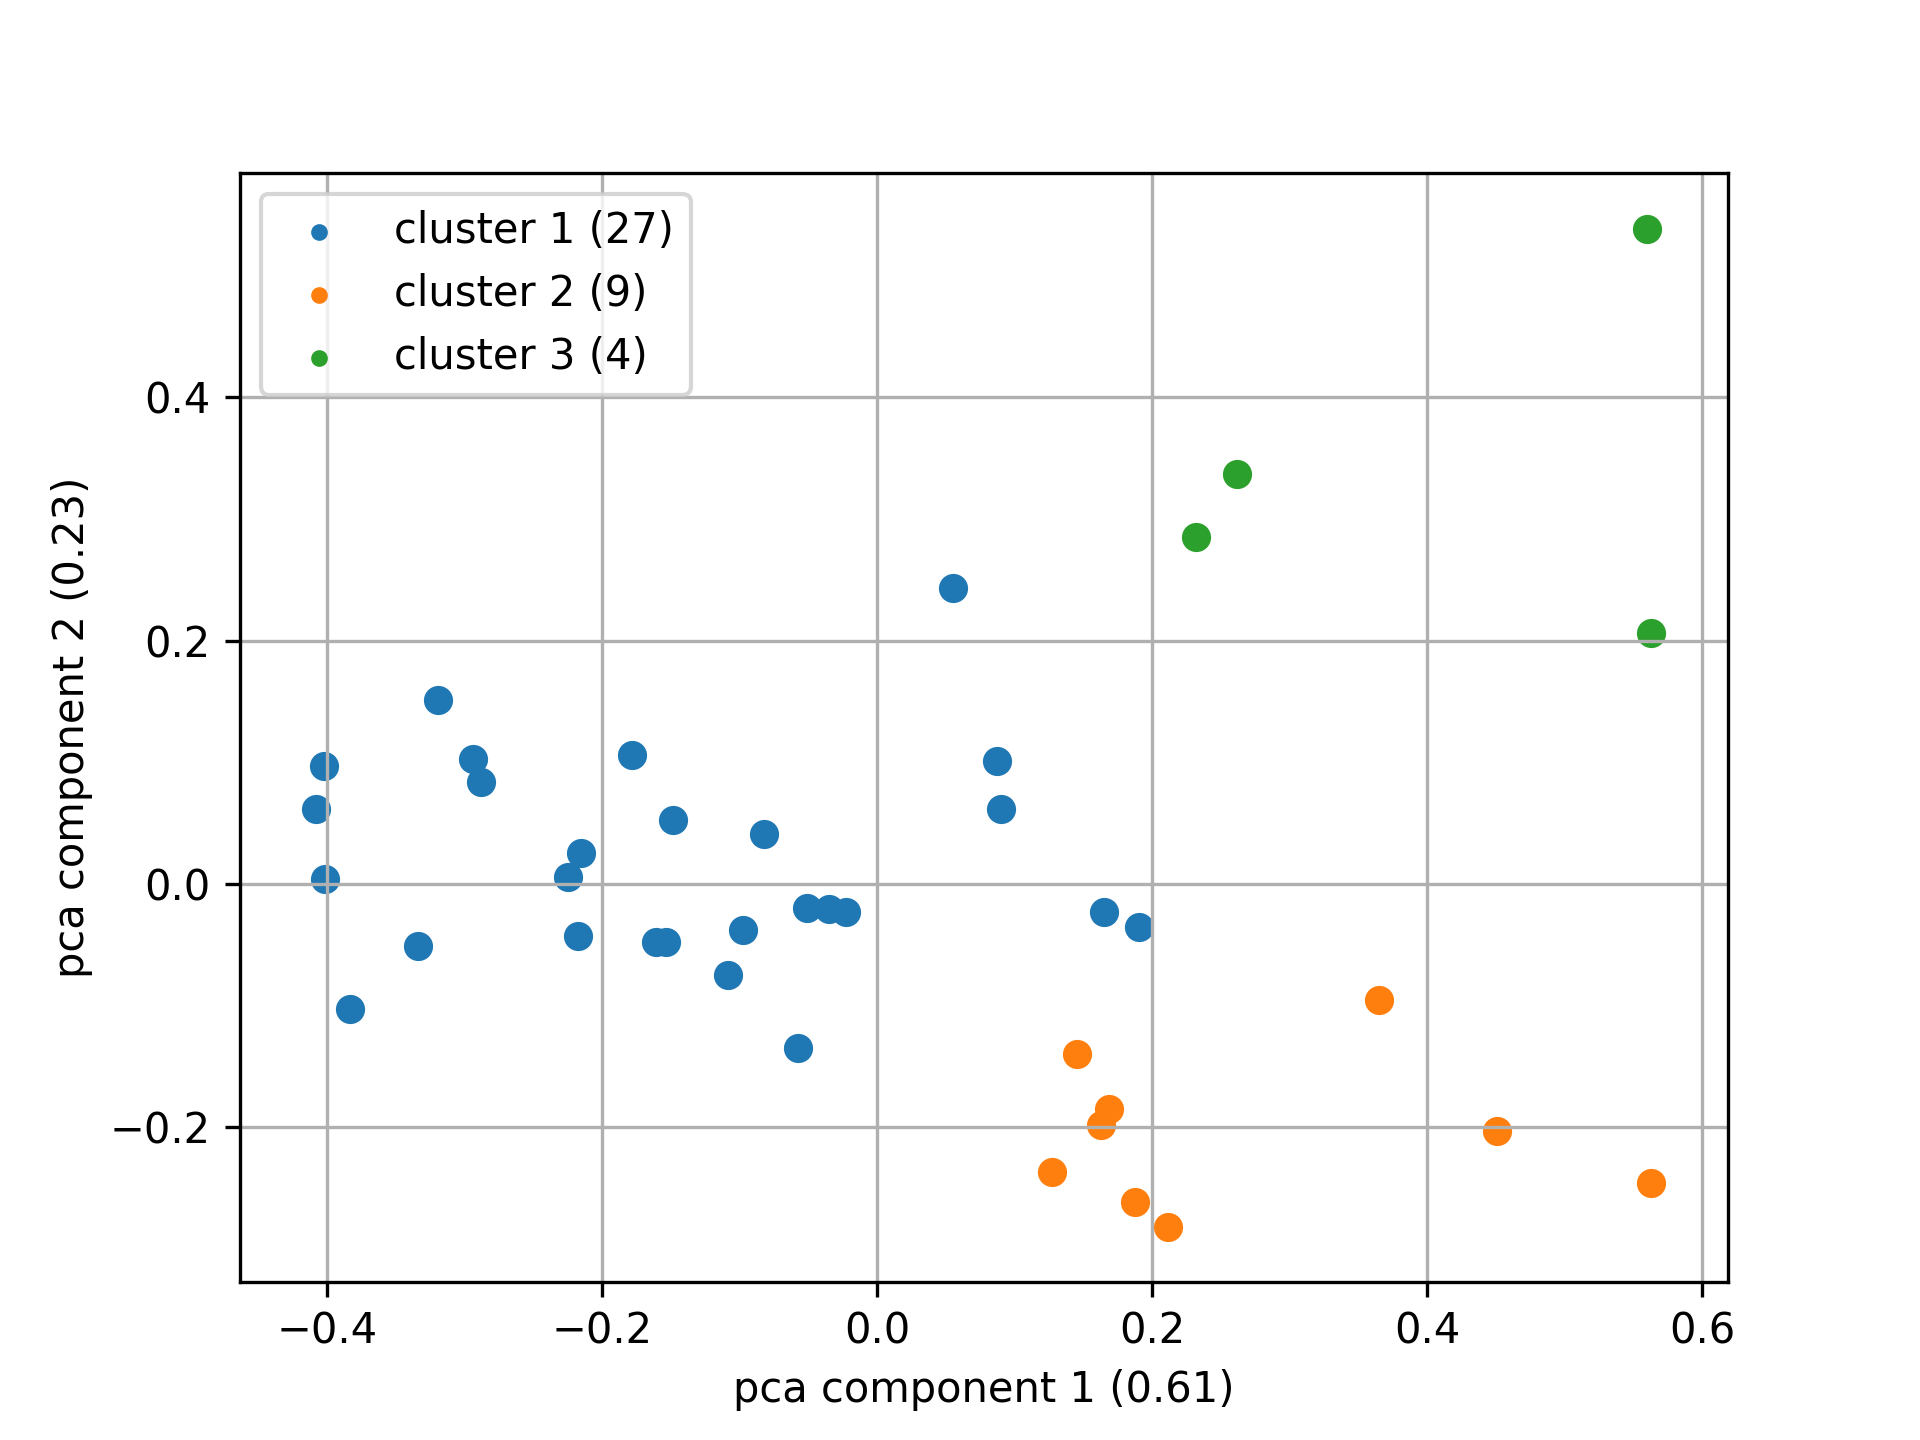 cluster 1 (27)
cluster 2 (9)
cluster 3 (4)
0.4
0.2
0.0
−0.2
pca component 2 (0.23)
−0.4 −0.2 0.0 0.2 0.4 0.6
pca component 1 (0.61)